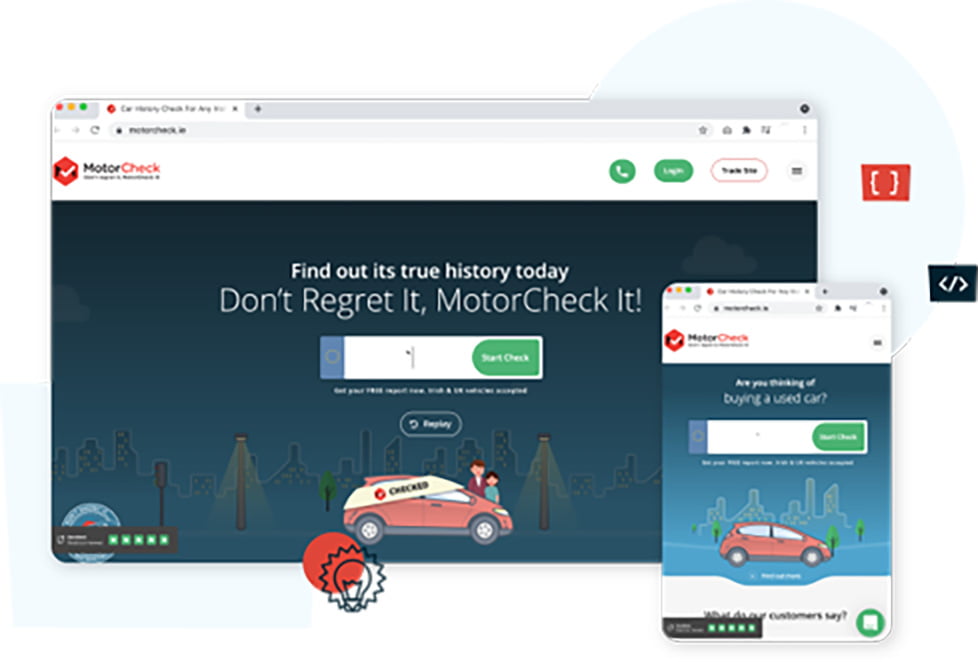 Car History Check For Any Irish
motorcheck.ie
MotorCheck
Don't regret it, MotorCheck it!
Login
Trade Site
Find out its true history today
Don't Regret It, MotorCheck It!
Start Check
Get your FREE report now. Irish & UK vehicles accepted
Replay
CHECKED
{ }
</>
Car History Check For Any
motorcheck.ie
MotorCheck
Don't regret it, MotorCheck it!
Are you thinking of
buying a used car?
Start Check
Get your FREE report now. Irish & UK vehicles accepted
Find out more
What do our customers say?